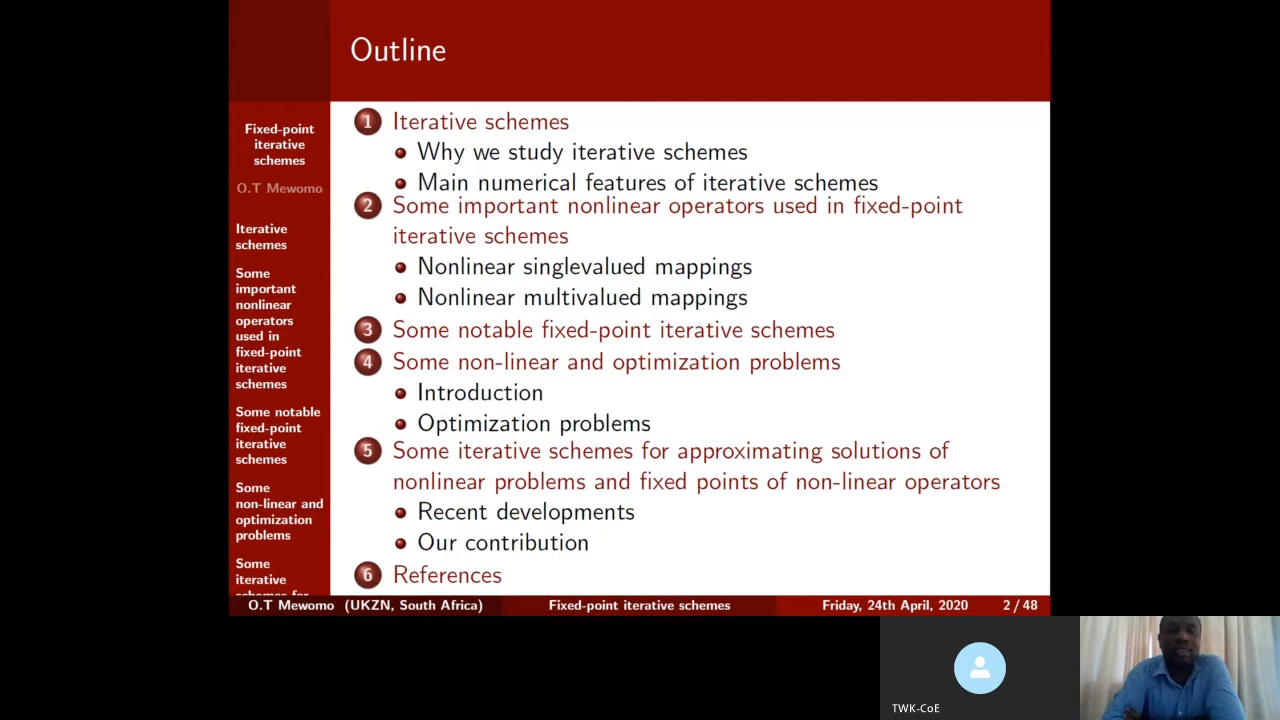 Outline
Fixed-point
iterative
schemes
O.T Mewomo
Iterative
schemes
Some
important
nonlinear
operators
used in
fixed-point
iterative
schemes
Some notable
fixed-point
iterative
schemes
Some
non-linear and
optimization
problems
Some
iterative
schemes for
1 Iterative schemes
Why we study iterative schemes
Main numerical features of iterative schemes
2 Some important nonlinear operators used in fixed-point
iterative schemes
Nonlinear singlevalued mappings
Nonlinear multivalued mappings
3 Some notable fixed-point iterative schemes
4 Some non-linear and optimization problems
Introduction
Optimization problems
5 Some iterative schemes for approximating solutions of
nonlinear problems and fixed points of non-linear operators
Recent developments
Our contribution
6 References
O.T Mewomo (UKZN, South Africa) Fixed-point iterative schemes Friday, 24th April, 2020 2 / 48
TWK-CoE